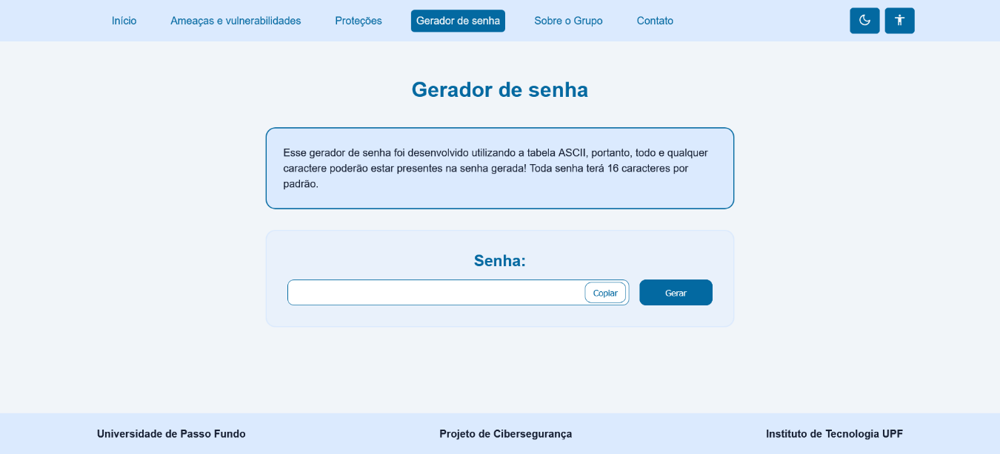 Início Ameaças e vulnerabilidades Proteções Gerador de senha Sobre o Grupo Contato
Gerador de senha
Esse gerador de senha foi desenvolvido utilizando a tabela ASCII, portanto, todo e qualquer
caractere poderão estar presentes na senha gerada! Toda senha terá 16 caracteres por
padrão.
Senha:
Copiar Gerar
Universidade de Passo Fundo Projeto de Cibersegurança Instituto de Tecnologia UPF